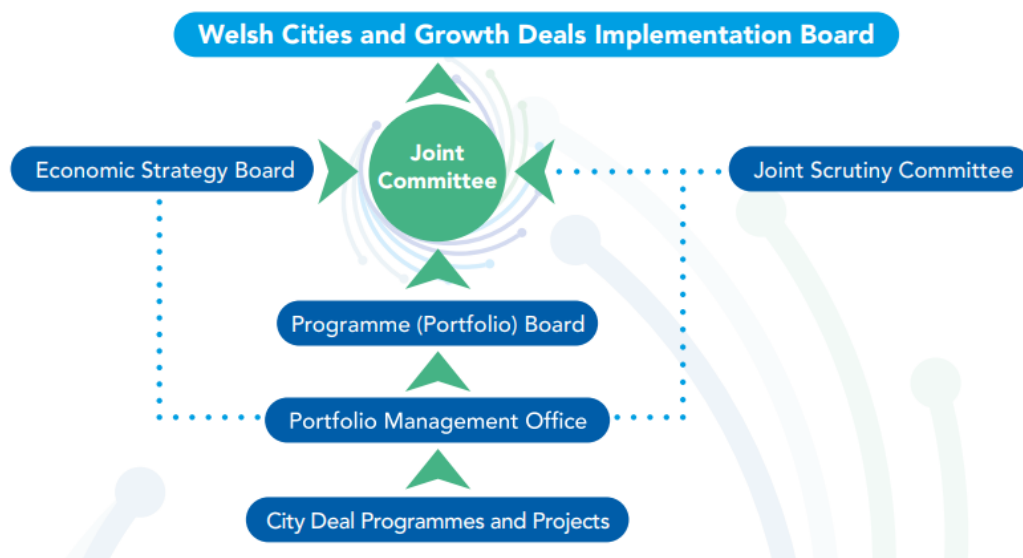 Welsh Cities and Growth Deals Implementation Board
Joint
Committee
Economic Strategy Board
Joint Scrutiny Committee
Programme (Portfolio) Board
Portfolio Management Office
City Deal Programmes and Projects